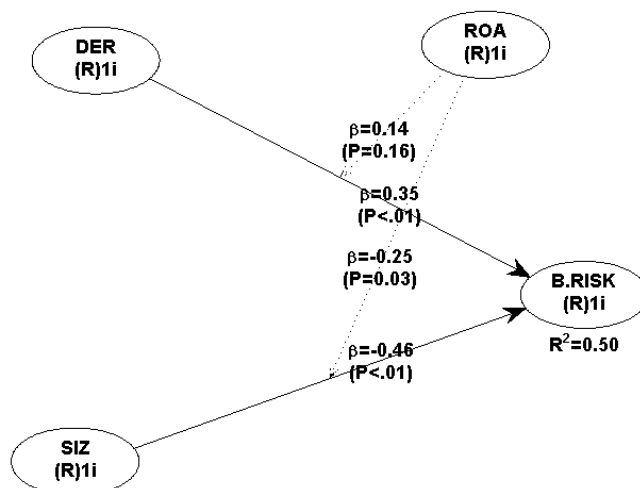 DER
(R)1i
ROA
(R)1i
β=0.14
(P=0.16)
β=0.35
(P<.01)
β=-0.25
(P=0.03)
B.RISK
(R)1i
R²=0.50
β=-0.46
(P<.01)
SIZ
(R)1i